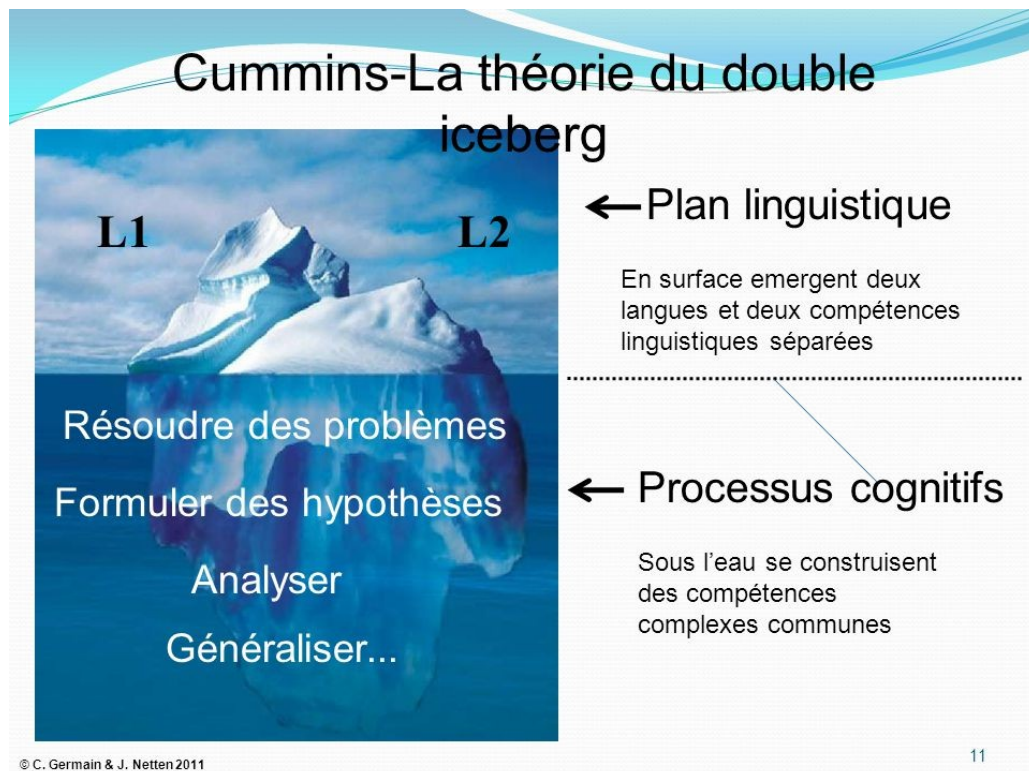 Cummins-La théorie du double
iceberg
L1
L2
Plan linguistique
En surface emergent deux
langues et deux compétences
linguistiques séparées
Résoudre des problèmes
Formuler des hypothèses
Analyser
Généraliser...
Processus cognitifs
Sous l’eau se construisent
des compétences
complexes communes
© C. Germain & J. Netten 2011
11